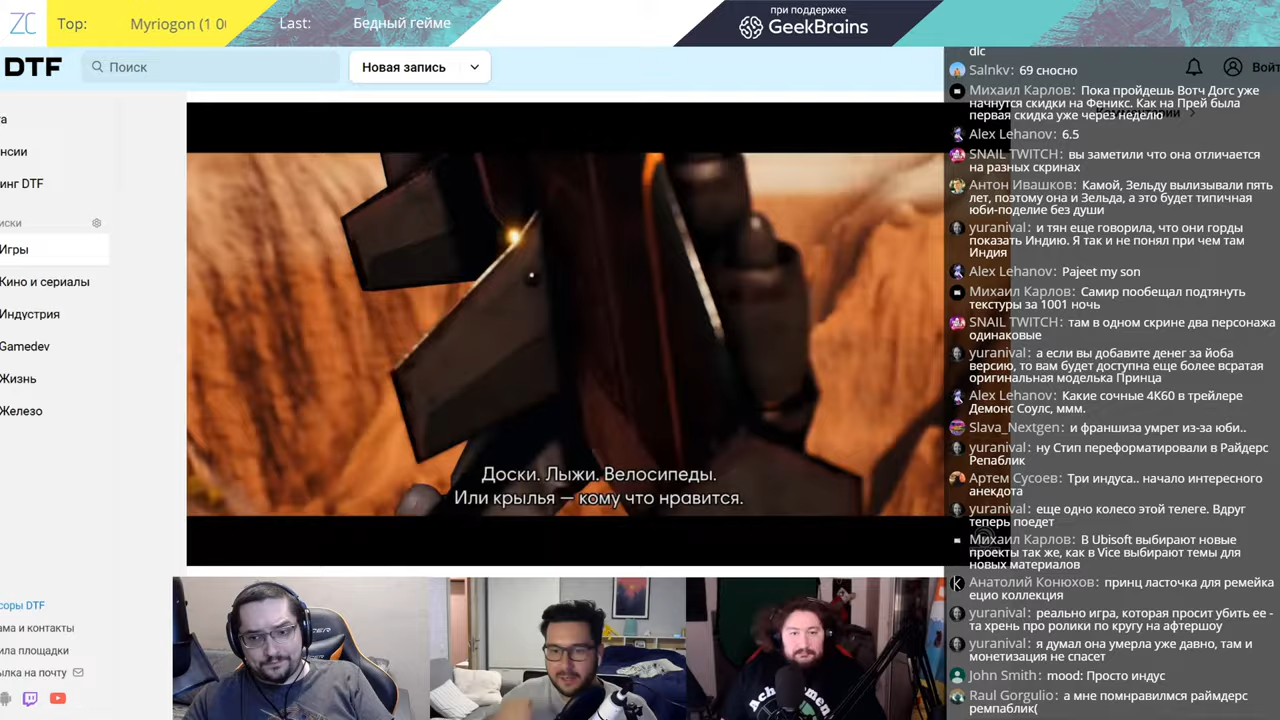 ZC
Top:
Myriogon (1 0
Last:
Бедный гейме
при поддержке
GeekBrains
DTF
Поиск
Новая запись
Войт
а
нсии
инг DTF
иски
Игры
Кино и сериалы
Индустрия
Gamedev
Жизнь
Железо
соры DTF
ама и контакты
вила площадки
ылка на почту
Доски. Лыжи. Велосипеды.
Или крылья — кому что нравится.
dlc
Salnkv: 69 сносно
Михаил Карлов: Пока пройдешь Вотч Догс уже
начнутся скидки на Феникс. Как на Прей была
первая скидка уже через неделю
Alex Lehanov: 6.5
SNAIL TWITCH: вы заметили что она отличается
на разных скринах
Антон Ивашков: Камой, Зельду вылизывали пять
лет, поэтому она и Зельда, а это будет типичная
юби-поделие без души
yuranival: и тян еще говорила, что они горды
показать Индию. Я так и не понял при чем там
Индия
Alex Lehanov: Pajeet my son
Михаил Карлов: Самир пообещал подтянуть
текстуры за 1001 ночь
SNAIL TWITCH: там в одном скрине два персонажа
одинаковые
yuranival: а если вы добавите денег за йоба
версию, то вам будет доступна еще более всратая
оригинальная моделька Принца
Alex Lehanov: Какие сочные 4К60 в трейлере
Демонс Соулс, ммм.
Slava_Nextgen: и франшиза умрет из-за юби..
yuranival: ну Стип переформатировали в Райдерс
Репаблик
Артем Сусоев: Три индуса.. начало интересного
анекдота
yuranival: еще одно колесо этой телеге. Вдруг
теперь поедет
Михаил Карлов: В Ubisoft выбирают новые
проекты так же, как в Vice выбирают темы для
новых материалов
Анатолий Конюхов: принц ласточка для ремейка
ецио коллекция
yuranival: реально игра, которая просит убить ее -
та хрень про ролики по кругу на афтершоу
yuranival: я думал она умерла уже давно, там и
монетизация не спасет
John Smith: mood: Просто индус
Raul Gorgulio: а мне помнравился раймдерс
ремпаблик(